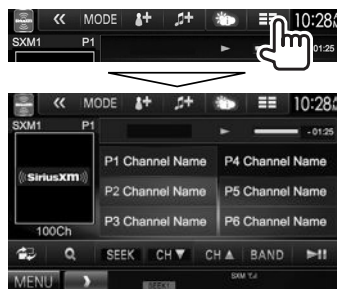 MODE 10:28
SXM1 P1 01:25
MODE 10:28
SXM1 P1 -01:25
((SiriusXM))
P1 Channel Name P4 Channel Name
P2 Channel Name P5 Channel Name
P3 Channel Name P6 Channel Name
100Ch
SEEK CH▼ CH▲ BAND
MENU SEEK1